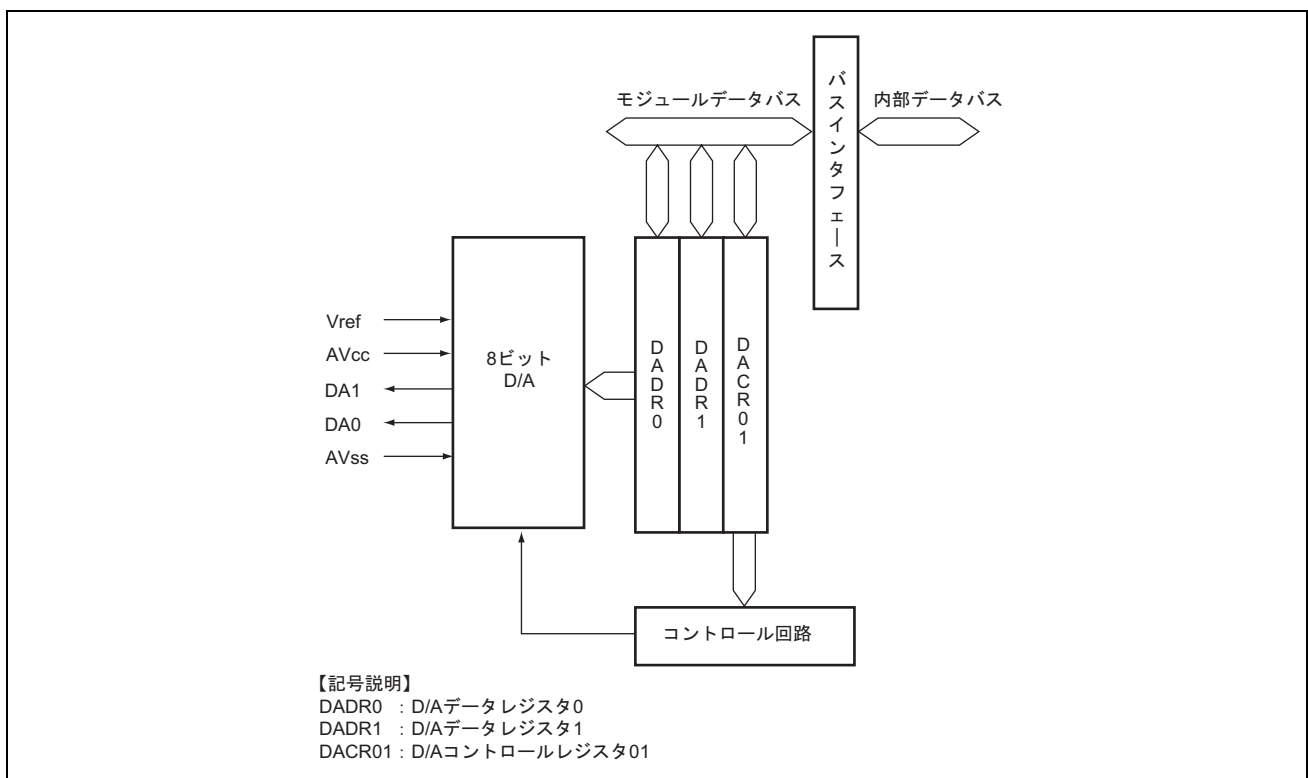 モジュールデータバス
バスインタフェース
内部データバス
Vref
AVcc
DA1
DA0
AVss
8ビット
D/A
DADR0
DADR1
DACR01
コントロール回路
【記号説明】
DADR0 ：D/Aデータレジスタ0
DADR1 ：D/Aデータレジスタ1
DACR01：D/Aコントロールレジスタ01